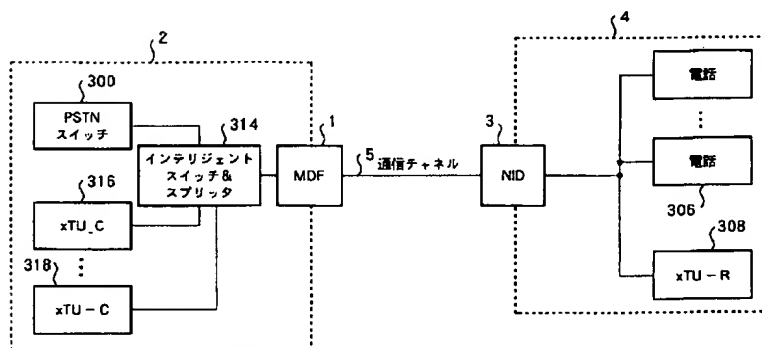 2
4
300
PSTN
スイッチ
314
インテリジェント
スイッチ&
スプリッタ
1
MDF
5
通信チャネル
3
NID
電話
電話
306
316
xTU_C
318
xTU-C
308
xTU-R